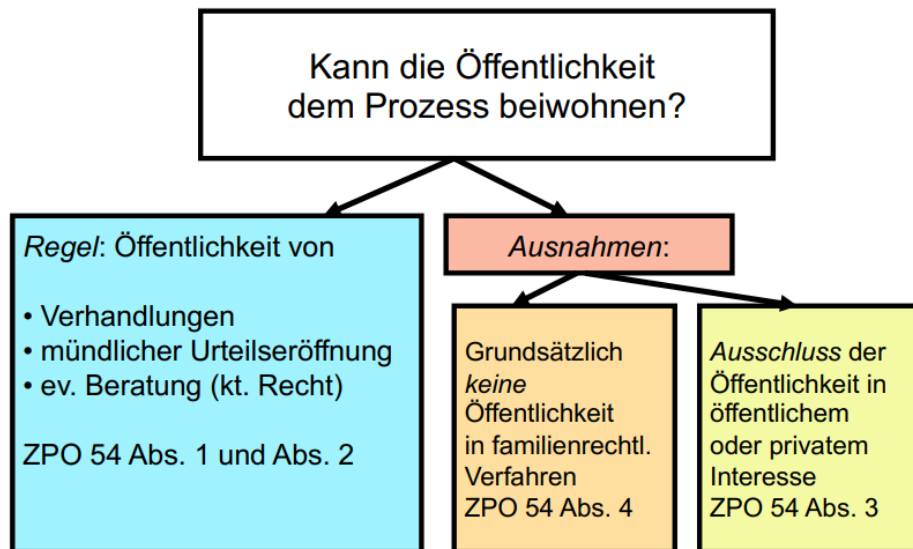 Kann die Öffentlichkeit
dem Prozess beiwohnen?
Regel: Öffentlichkeit von
• Verhandlungen
• mündlicher Urteilseröffnung
• ev. Beratung (kt. Recht)
ZPO 54 Abs. 1 und Abs. 2
Ausnahmen:
Grundsätzlich
keine
Öffentlichkeit
in familienrechtl.
Verfahren
ZPO 54 Abs. 4
Ausschluss der
Öffentlichkeit in
öffentlichem
oder privatem
Interesse
ZPO 54 Abs. 3